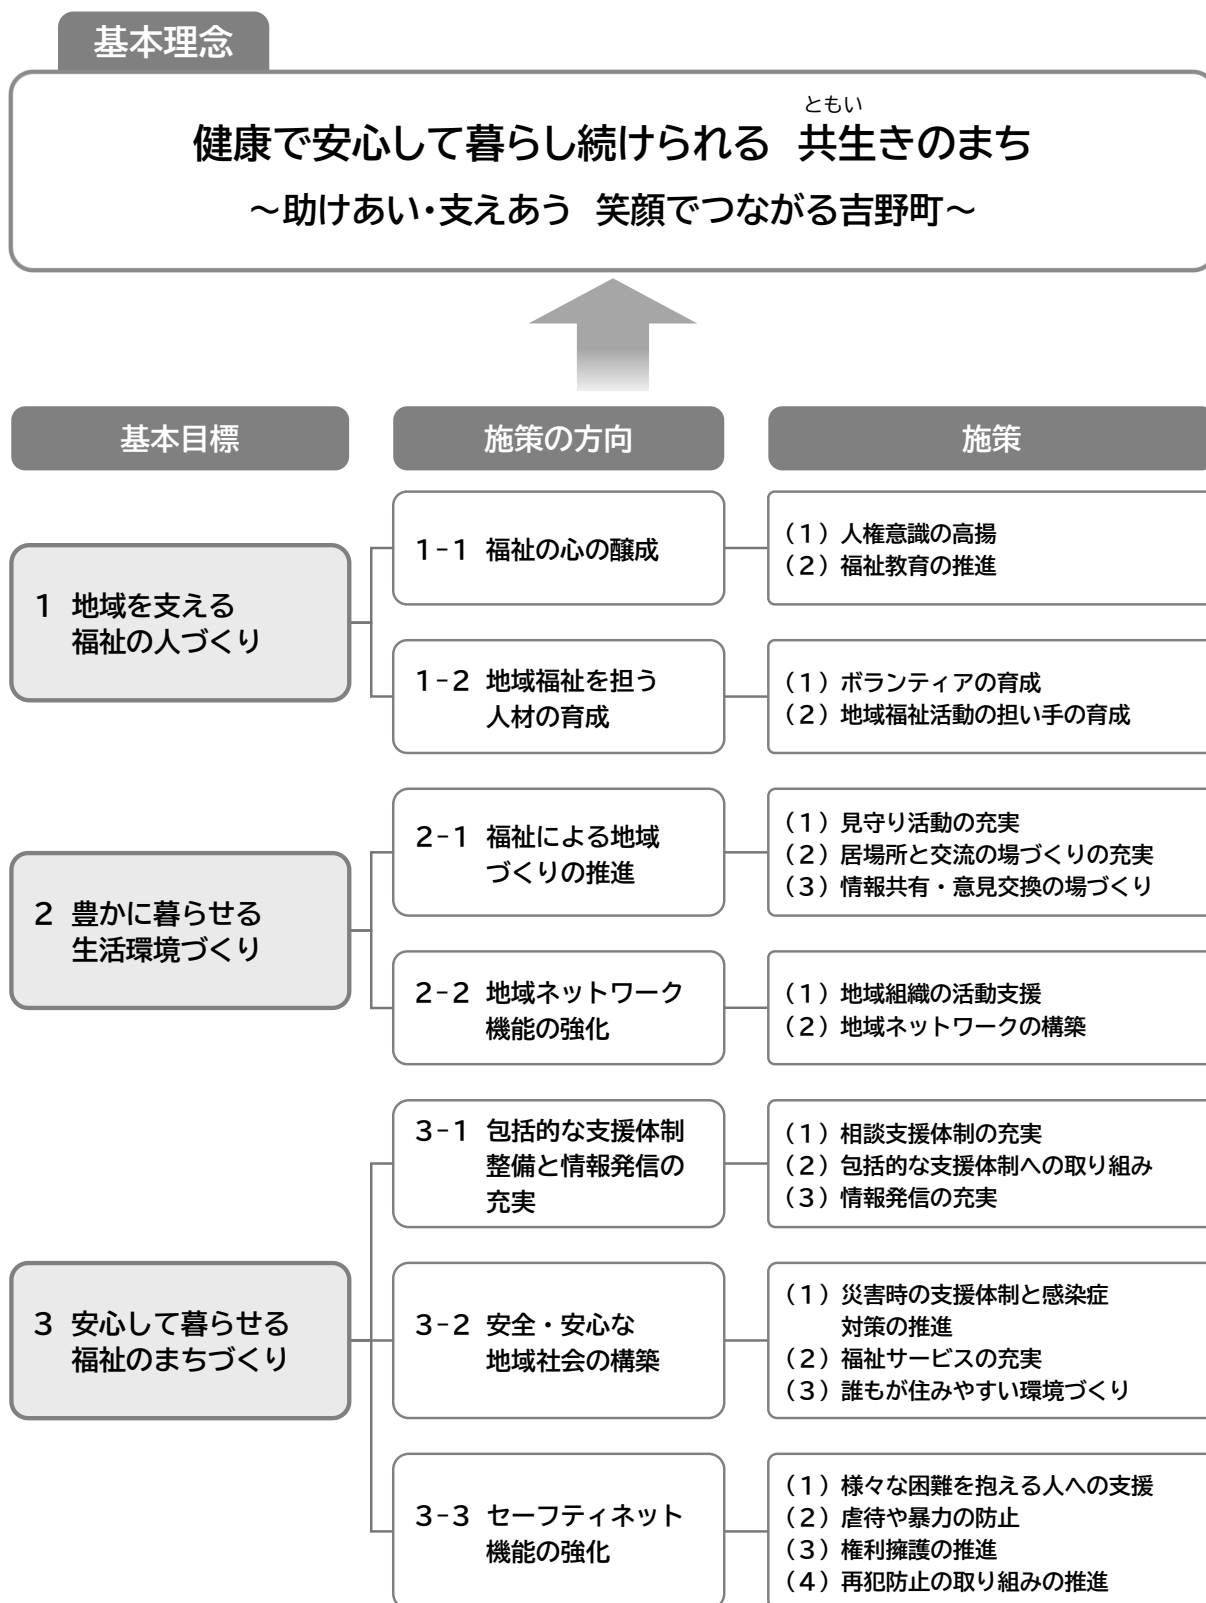 基本理念
ともい
健康で安心して暮らし続けられる 共生きのまち
～助けあい・支えあう 笑顔でつながる吉野町～
基本目標
施策の方向
施策
1 地域を支える
福祉の人づくり
1-1 福祉の心の醸成
（1）人権意識の高揚
（2）福祉教育の推進
1-2 地域福祉を担う
人材の育成
（1）ボランティアの育成
（2）地域福祉活動の担い手の育成
2 豊かに暮らせる
生活環境づくり
2-1 福祉による地域
づくりの推進
（1）見守り活動の充実
（2）居場所と交流の場づくりの充実
（3）情報共有・意見交換の場づくり
2-2 地域ネットワーク
機能の強化
（1）地域組織の活動支援
（2）地域ネットワークの構築
3 安心して暮らせる
福祉のまちづくり
3-1 包括的な支援体制
整備と情報発信の
充実
（1）相談支援体制の充実
（2）包括的な支援体制への取り組み
（3）情報発信の充実
3-2 安全・安心な
地域社会の構築
（1）災害時の支援体制と感染症
対策の推進
（2）福祉サービスの充実
（3）誰もが住みやすい環境づくり
3-3 セーフティネット
機能の強化
（1）様々な困難を抱える人への支援
（2）虐待や暴力の防止
（3）権利擁護の推進
（4）再犯防止の取り組みの推進